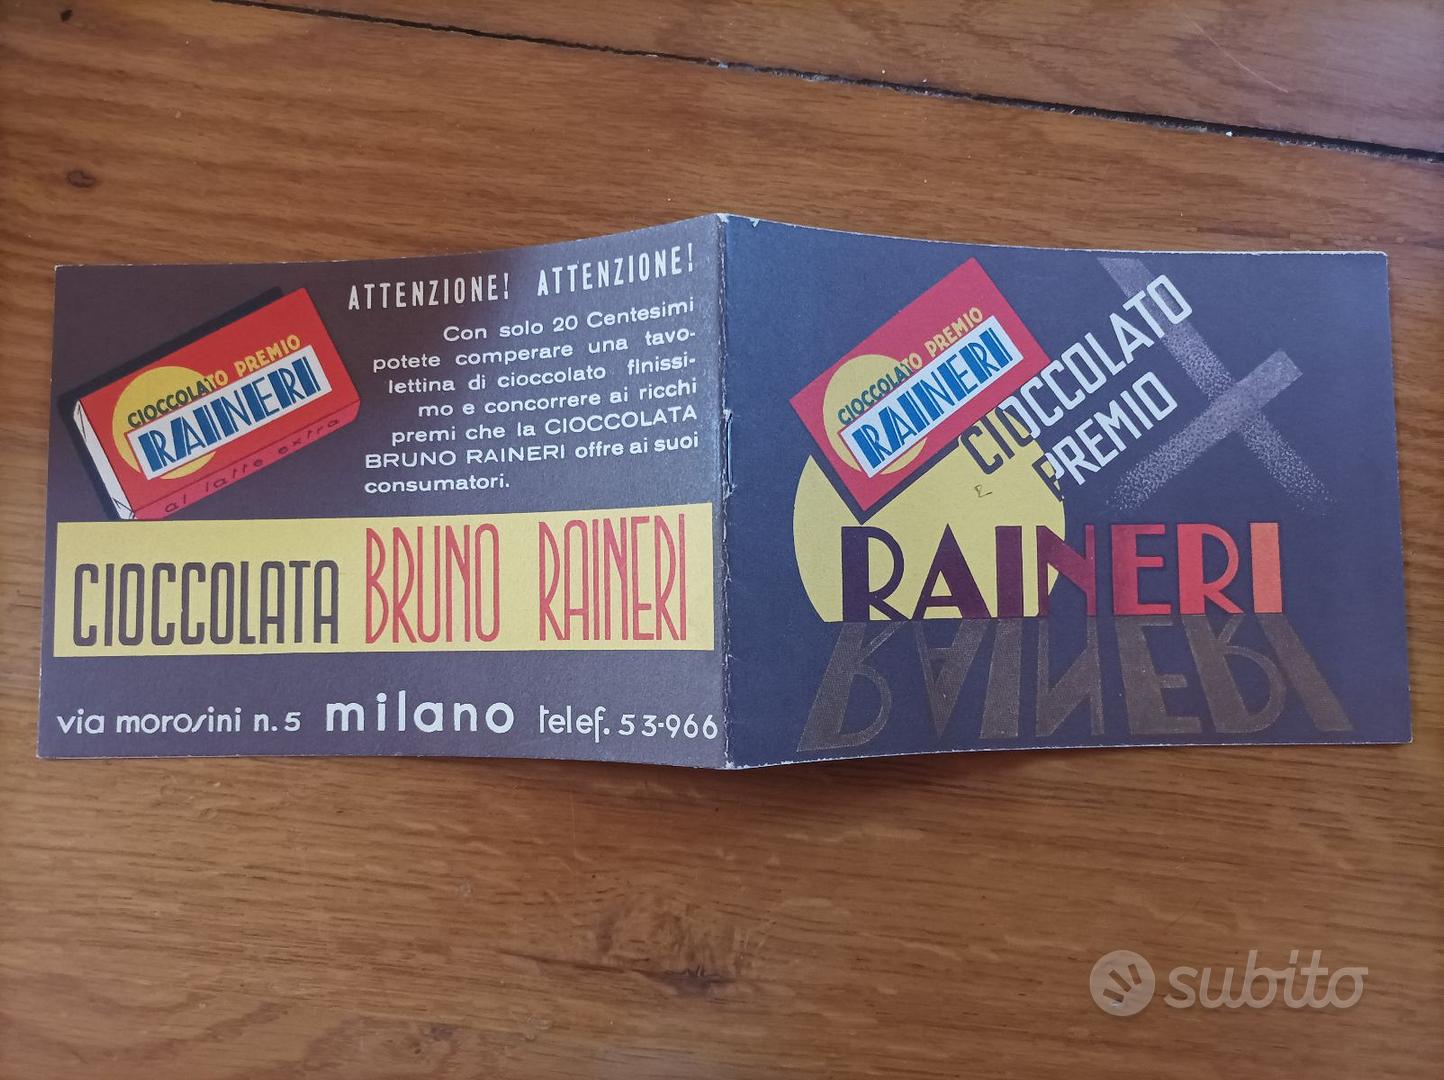 ATTENZIONE! ATTENZIONE!
Con solo 20 Centesimi
potete comperare una tavo-
lettina di cioccolato finissi-
mo e concorrere ai ricchi
premi che la CIOCCOLATA
BRUNO RAINERI offre ai suoi
consumatori.
CIOCCOLATO PREMIO
RAINERI
al latte extra
CIOCCOLATA BRUNO RAINERI
via morosini n. 5 milano telef. 53-966
CIOCCOLATO PREMIO
RAINERI
CIOCCOLATO
PREMIO
RAINERI
RAINERI
subito